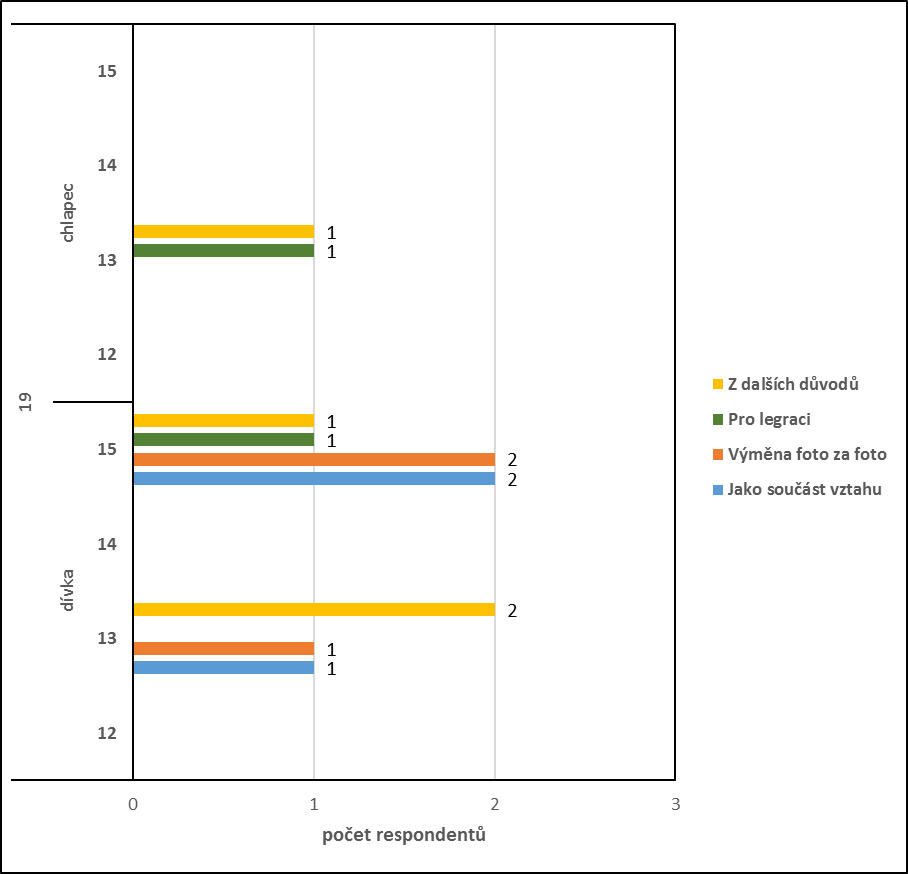 15
14
chlapec
1
1
13
12
19
1
15
1
2
2
14
dívka
2
13
1
1
12
0 1 2 3
počet respondentů
Z dalších důvodů
Pro legraci
Výměna foto za foto
Jako součást vztahu